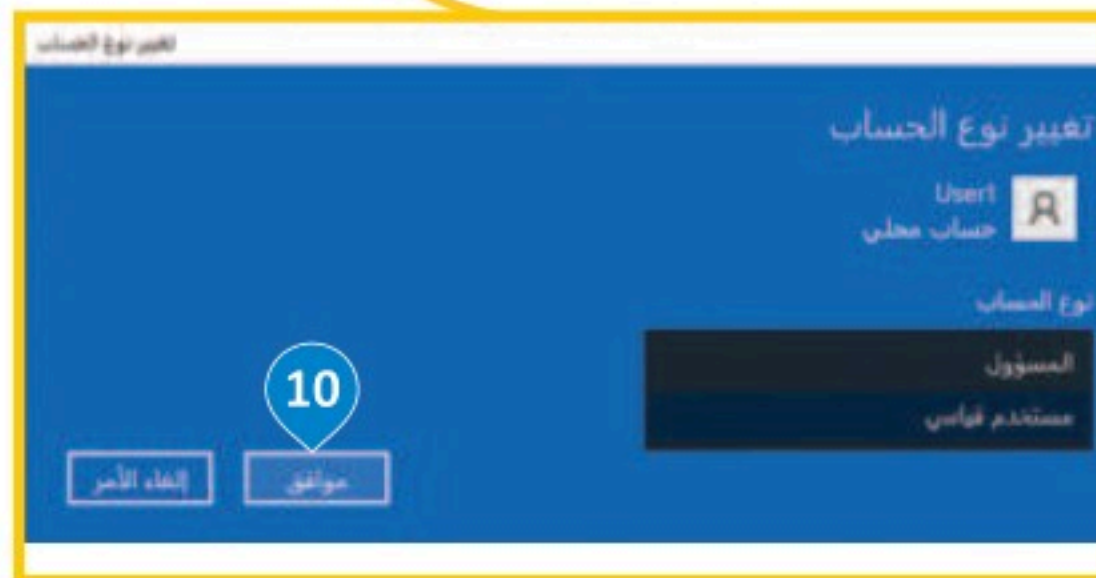 تغيير نوع الحساب
تغيير نوع الحساب
User1
حساب محلي
نوع الحساب
المسؤول
مستخدم قياسي
10
موافق
إلغاء الأمر